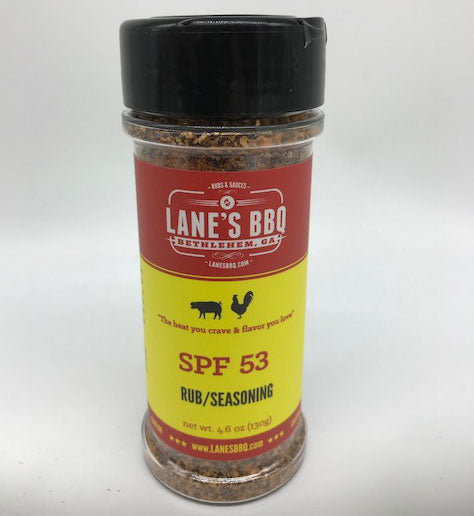 - RUBS & SAUCES -
LANE'S BBQ
BETHLEHEM, GA
- LANESBBQ.COM -
"The heat you crave & flavor you love"
SPF 53
RUB/SEASONING
net wt. 4.6 oz (130g)
★★★ www.LANESBBQ.com ★★★